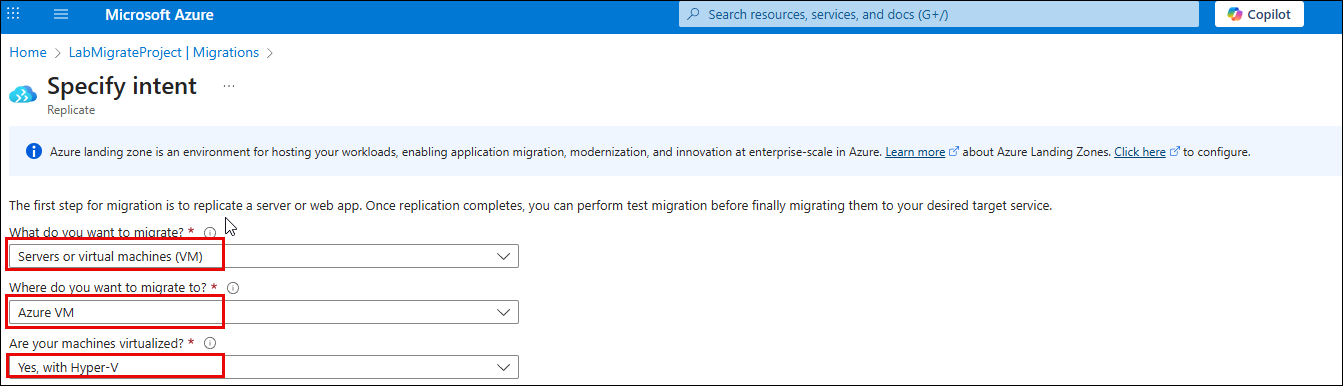 Microsoft Azure
Search resources, services, and docs (G+/)
Copilot
Home > LabMigrateProject | Migrations >
Specify intent ...
Replicate
Azure landing zone is an environment for hosting your workloads, enabling application migration, modernization, and innovation at enterprise-scale in Azure. Learn more about Azure Landing Zones. Click here to configure.
The first step for migration is to replicate a server or web app. Once replication completes, you can perform test migration before finally migrating them to your desired target service.
What do you want to migrate? *
Servers or virtual machines (VM)
Where do you want to migrate to? *
Azure VM
Are your machines virtualized? *
Yes, with Hyper-V